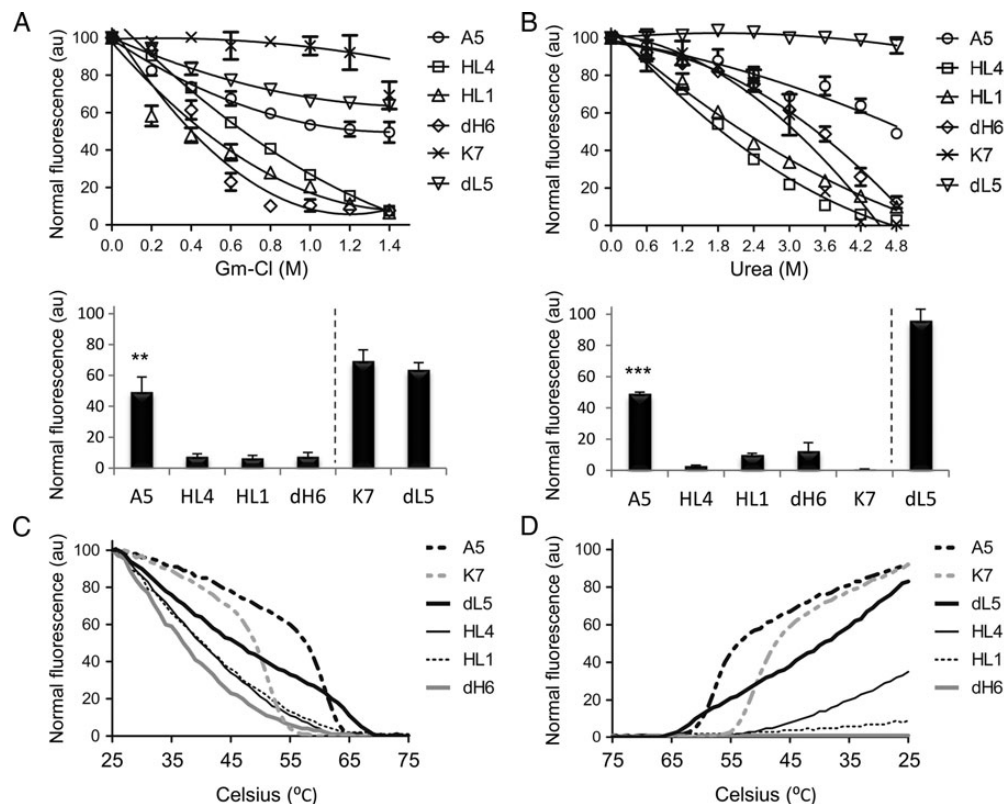 A
Normal fluorescence (au)
100
80
60
40
20
0
0.0 0.2 0.4 0.6 0.8 1.0 1.2 1.4
Gm-Cl (M)
A5
HL4
HL1
dH6
K7
dL5
B
Normal fluorescence (au)
100
80
60
40
20
0
0.0 0.6 1.2 1.8 2.4 3.0 3.6 4.2 4.8
Urea (M)
A5
HL4
HL1
dH6
K7
dL5
Normal fluorescence (au)
100
80
60
40
20
0
**
A5 HL4 HL1 dH6 K7 dL5
Normal fluorescence (au)
100
80
60
40
20
0
***
A5 HL4 HL1 dH6 K7 dL5
C
Normal fluorescence (au)
100
80
60
40
20
0
25 35 45 55 65 75
Celsius (ºC)
A5
K7
dL5
HL4
HL1
dH6
D
Normal fluorescence (au)
100
80
60
40
20
0
75 65 55 45 35 25
Celsius (ºC)
A5
K7
dL5
HL4
HL1
dH6